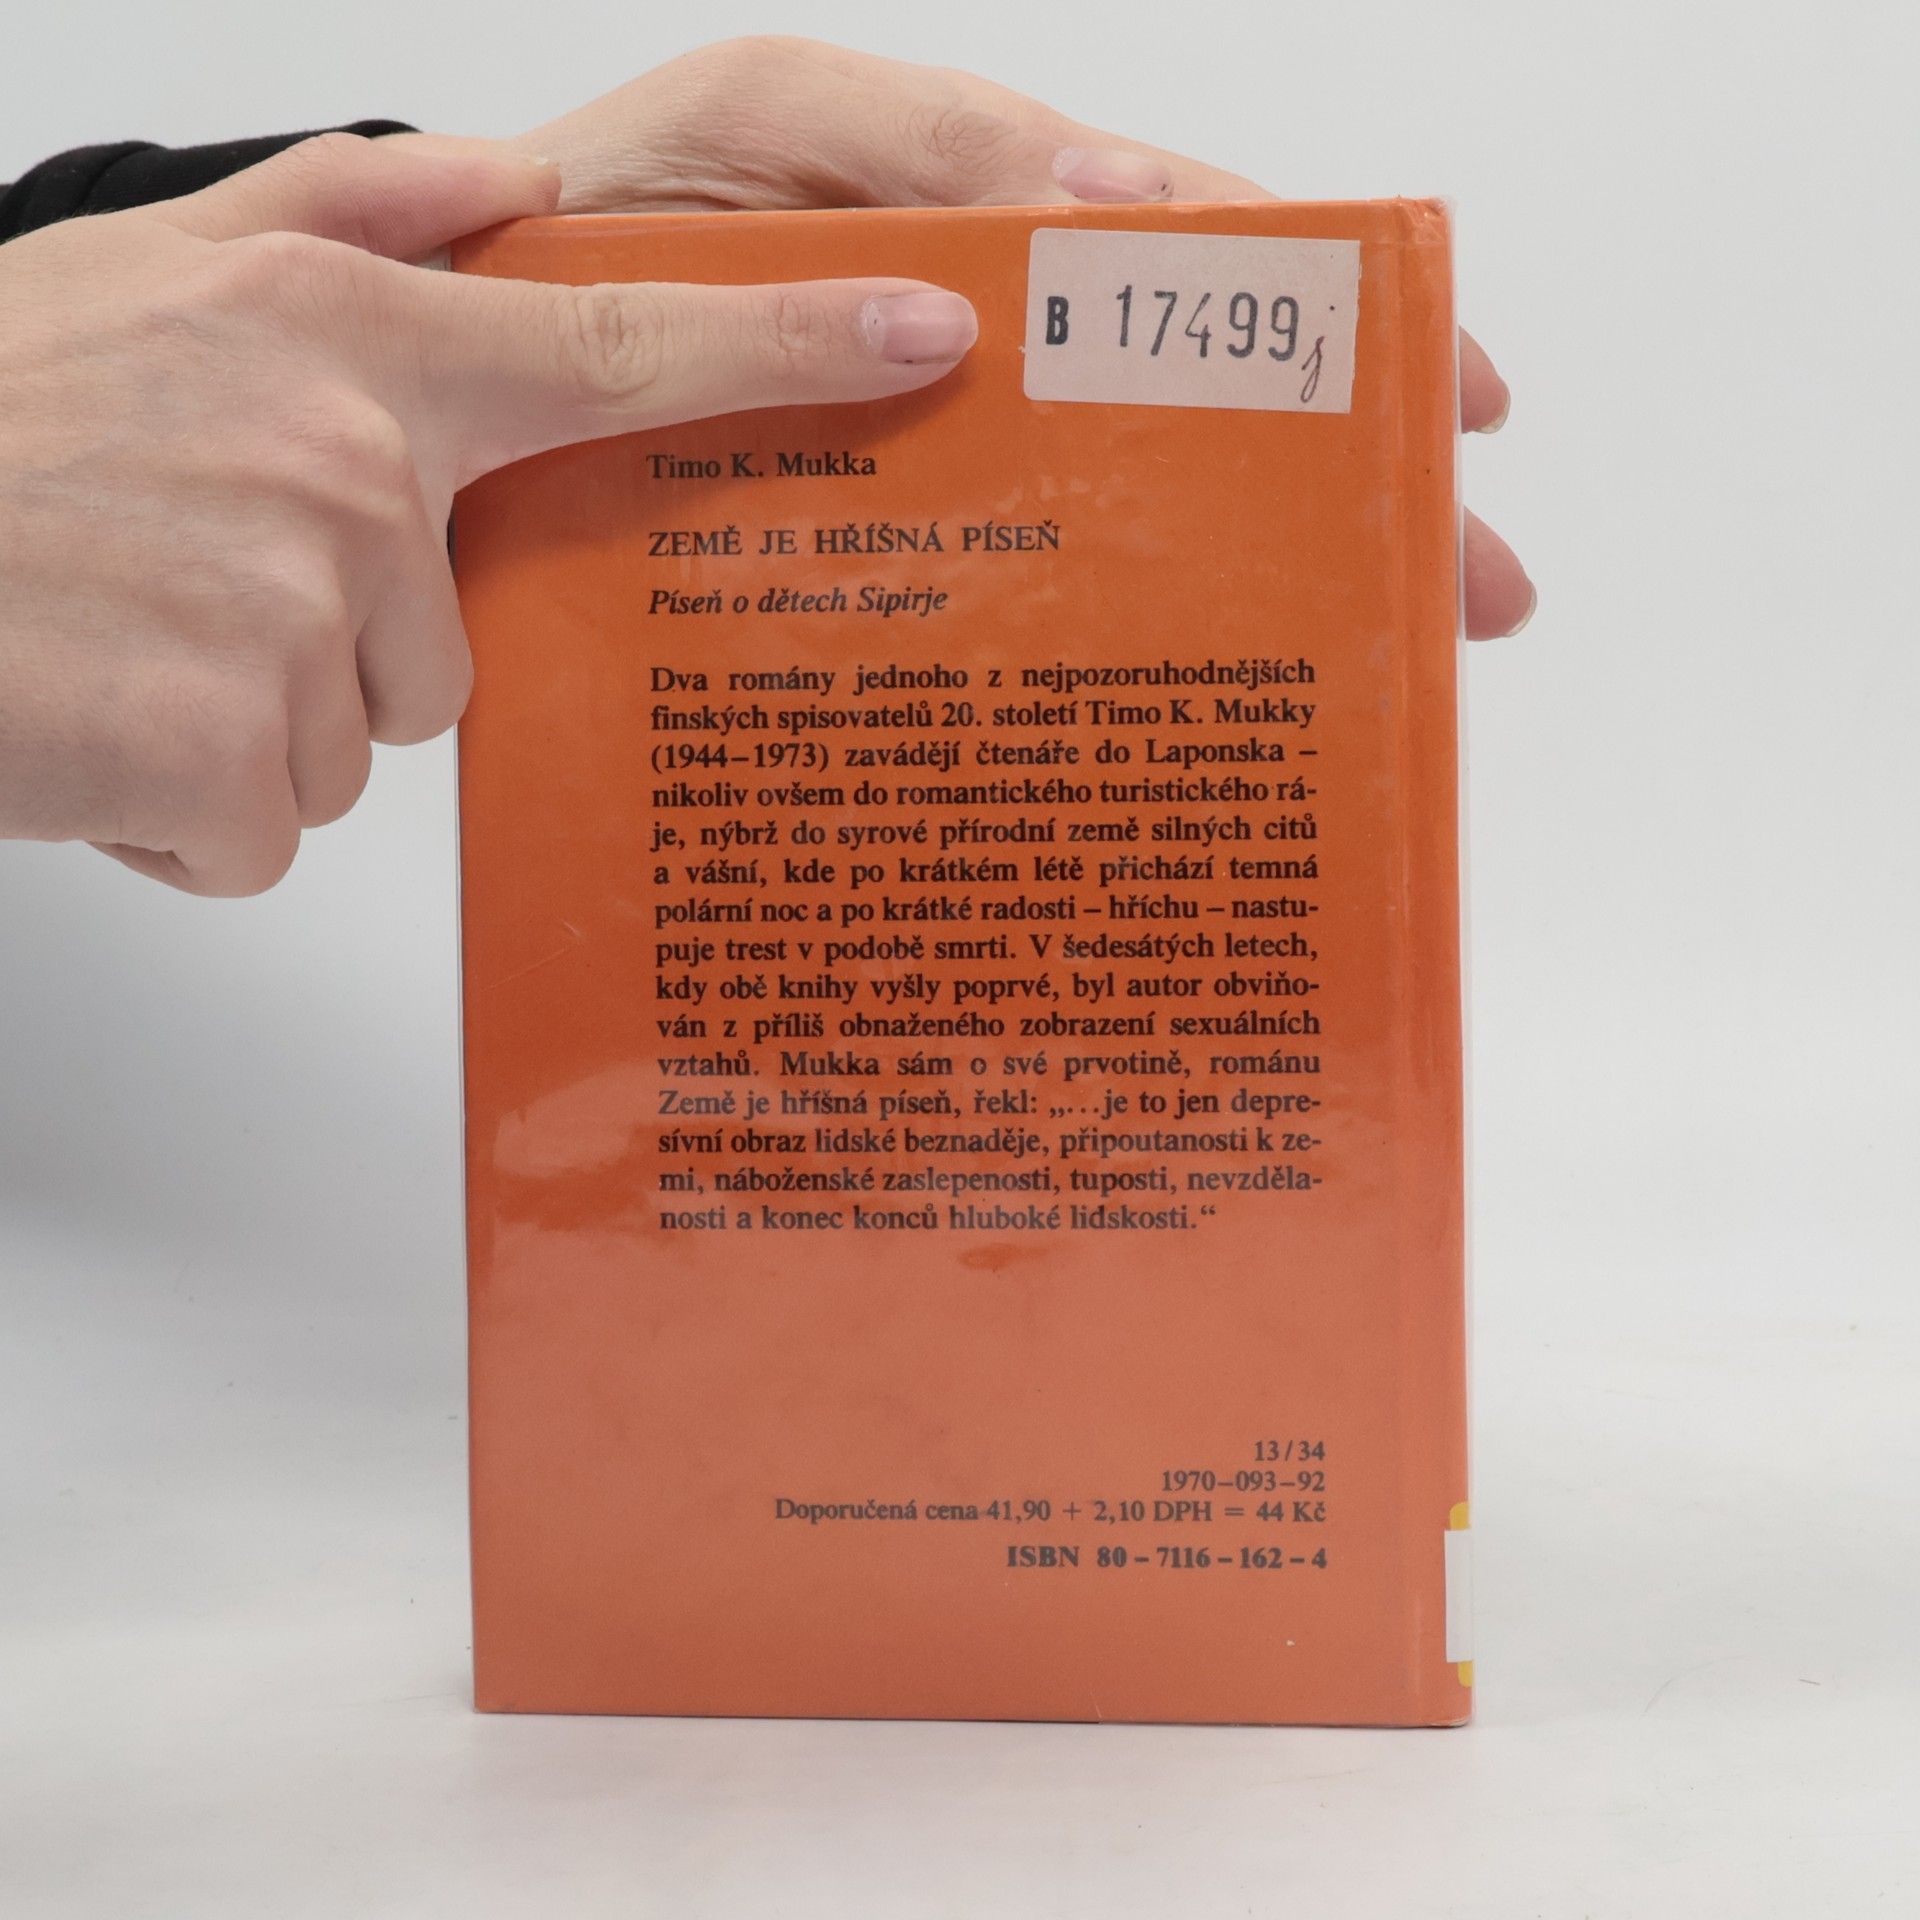 B 17499j
Timo K. Mukka
ZEMĚ JE HŘÍŠNÁ PÍSEŇ
Píseň o dětech Sipirje
Dva romány jednoho z nejpozoruhodnějších
finských spisovatelů 20. století Timo K. Mukky
(1944–1973) zavádějí čtenáře do Laponska –
nikoliv ovšem do romantického turistického rá-
je, nýbrž do syrové přírodní země silných citů
a vášní, kde po krátkém létě přichází temná
polární noc a po krátké radosti – hříchu – nastu-
puje trest v podobě smrti. V šedesátých letech,
kdy obě knihy vyšly poprvé, byl autor obviňo-
ván z příliš obnaženého zobrazení sexuálních
vztahů. Mukka sám o své prvotině, románu
Země je hříšná píseň, řekl: „…je to jen depre-
sívní obraz lidské beznaděje, připoutanosti k ze-
mi, náboženské zaslepenosti, tuposti, nevzděla-
nosti a konec konců hluboké lidskosti.“
13/34
1970–093–92
Doporučená cena 41,90 + 2,10 DPH = 44 Kč
ISBN 80–7116–162–4